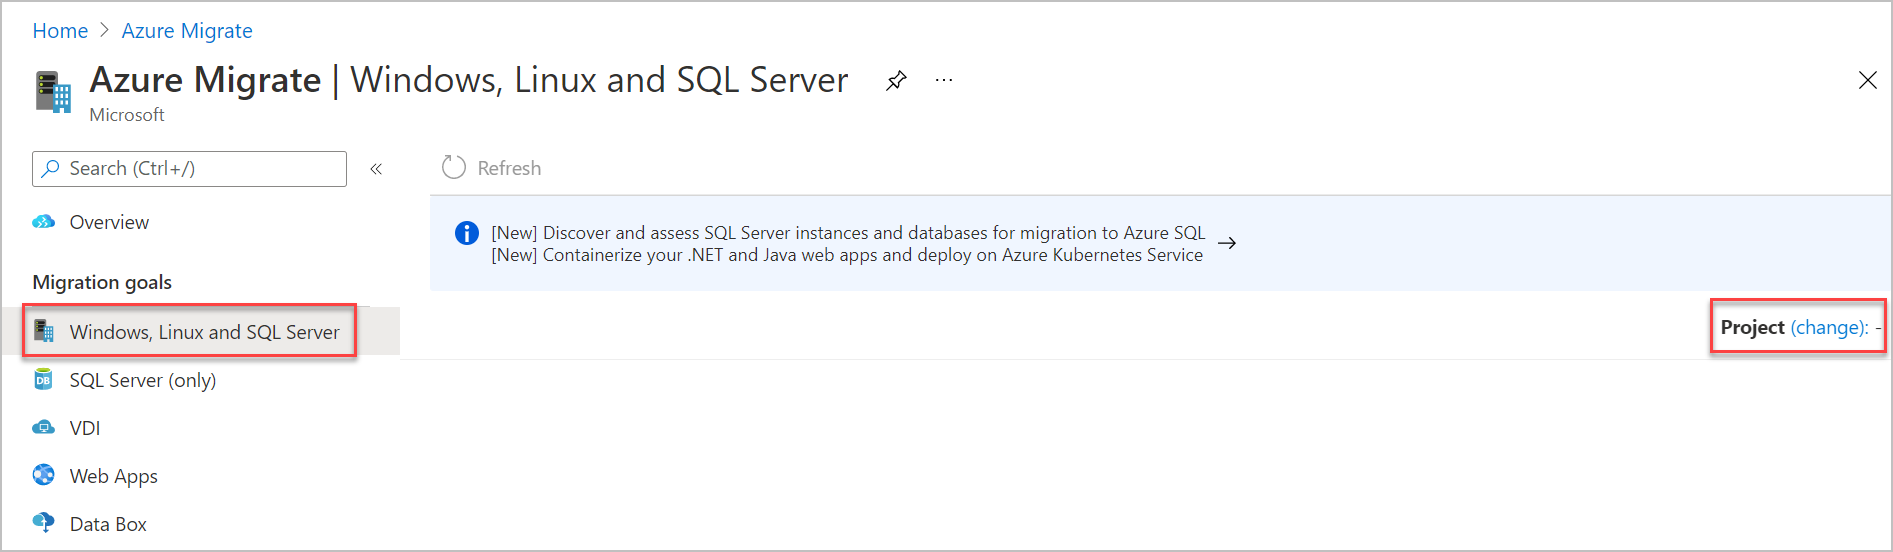 Home > Azure Migrate
Azure Migrate | Windows, Linux and SQL Server ...
Microsoft
Search (Ctrl+/) «
Refresh
Overview
[New] Discover and assess SQL Server instances and databases for migration to Azure SQL →
[New] Containerize your .NET and Java web apps and deploy on Azure Kubernetes Service
Migration goals
Windows, Linux and SQL Server
Project (change): -
SQL Server (only)
VDI
Web Apps
Data Box